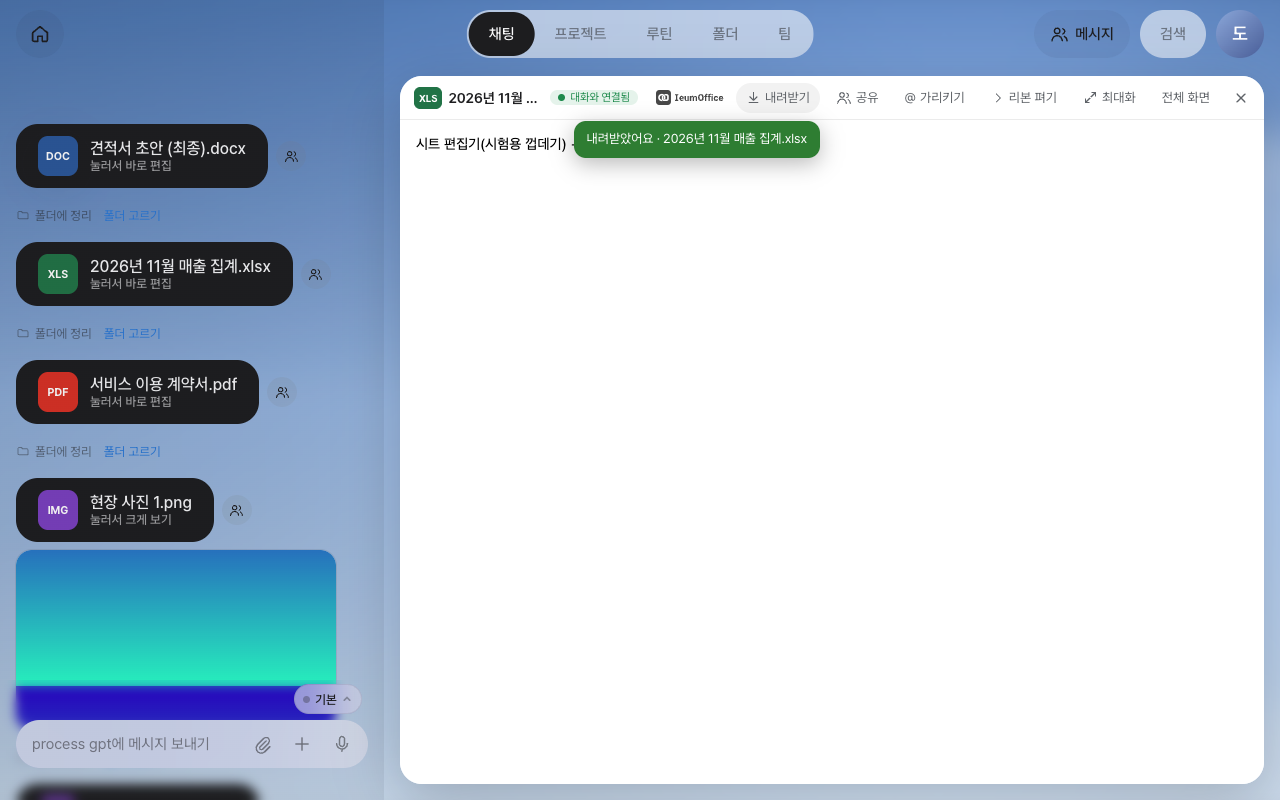 채팅
프로젝트
루틴
폴더
팀
메시지
검색
도
DOC
견적서 초안 (최종).docx
눌러서 바로 편집
폴더에 정리
폴더 고르기
XLS
2026년 11월 매출 집계.xlsx
눌러서 바로 편집
폴더에 정리
폴더 고르기
PDF
서비스 이용 계약서.pdf
눌러서 바로 편집
폴더에 정리
폴더 고르기
IMG
현장 사진 1.png
눌러서 크게 보기
기본
process gpt에 메시지 보내기
XLS
2026년 11월 ...
대화와 연결됨
IeumOffice
내려받기
공유
@ 가리키기
리본 펴기
최대화
전체 화면
시트 편집기(시험용 껍데기)
내려받았어요 · 2026년 11월 매출 집계.xlsx